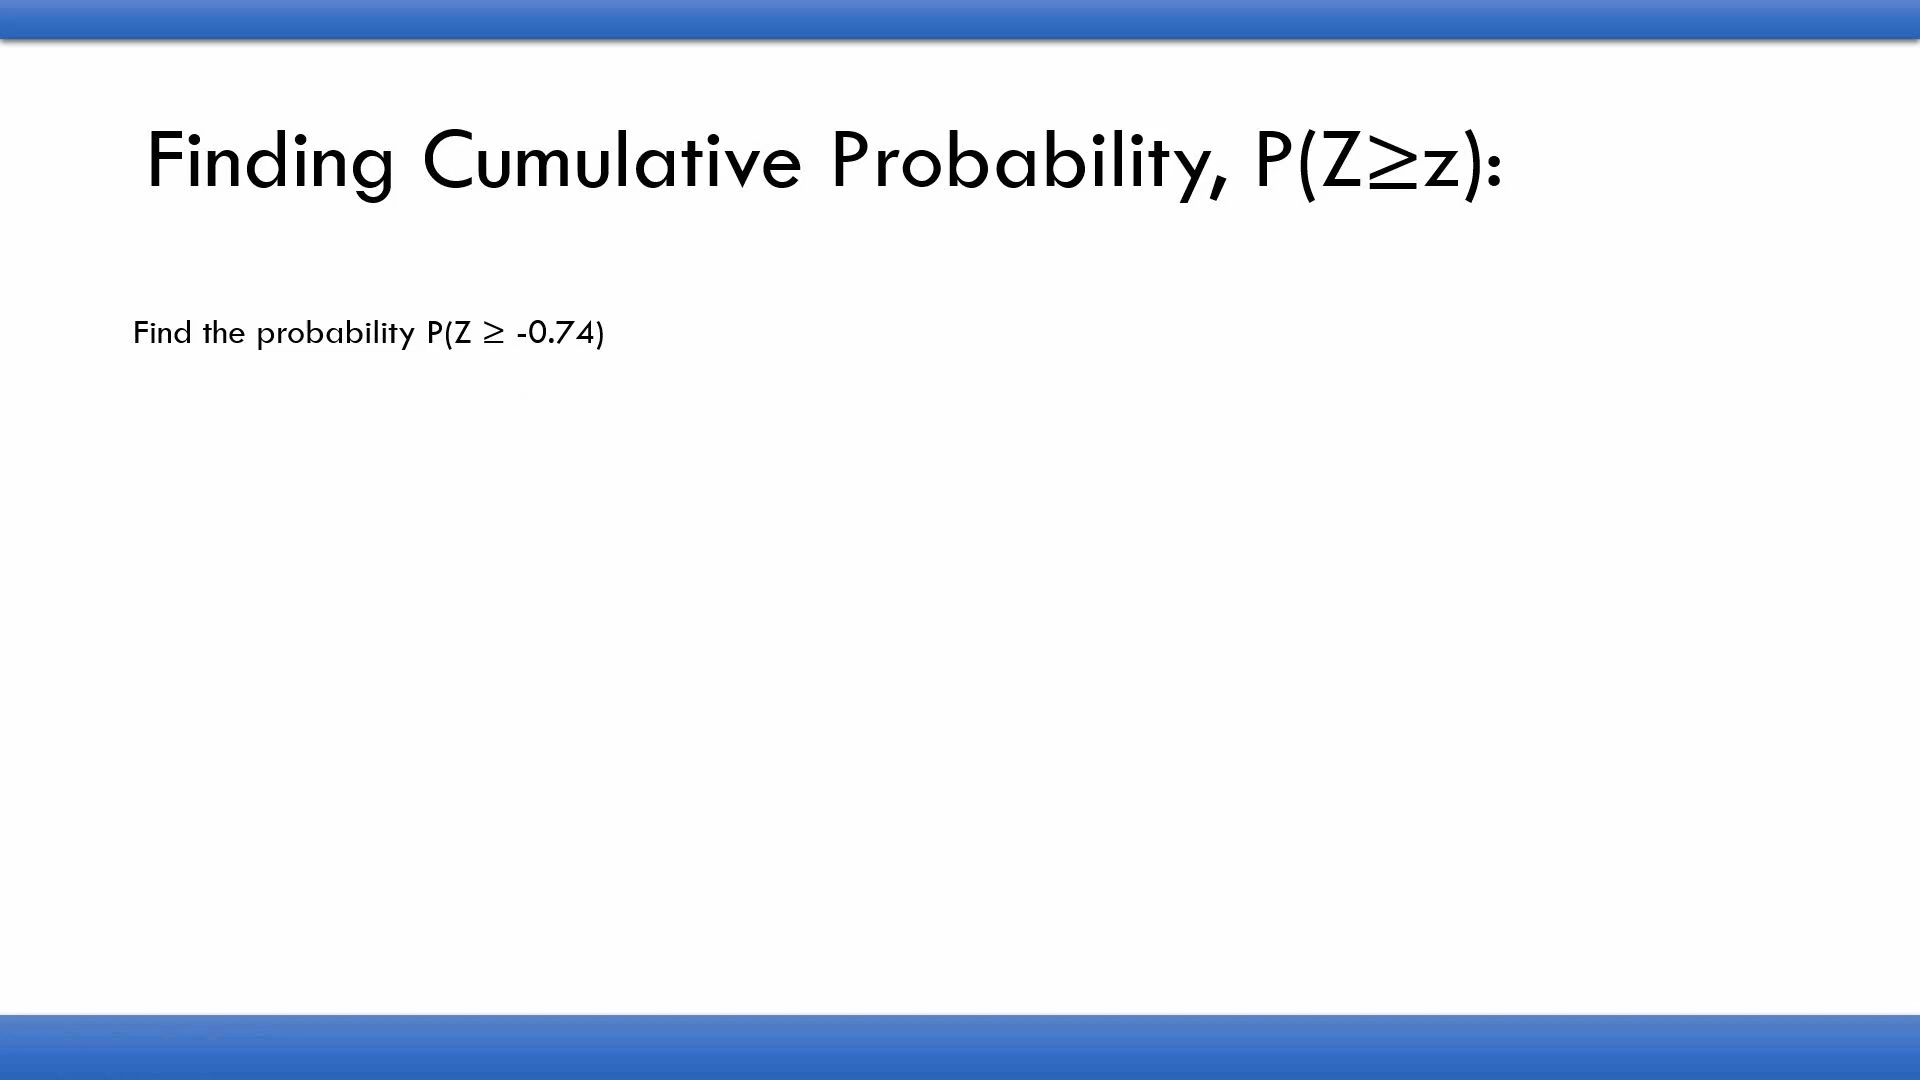 Finding Cumulative Probability, P(Z≥z):
Find the probability P(Z ≥ -0.74)